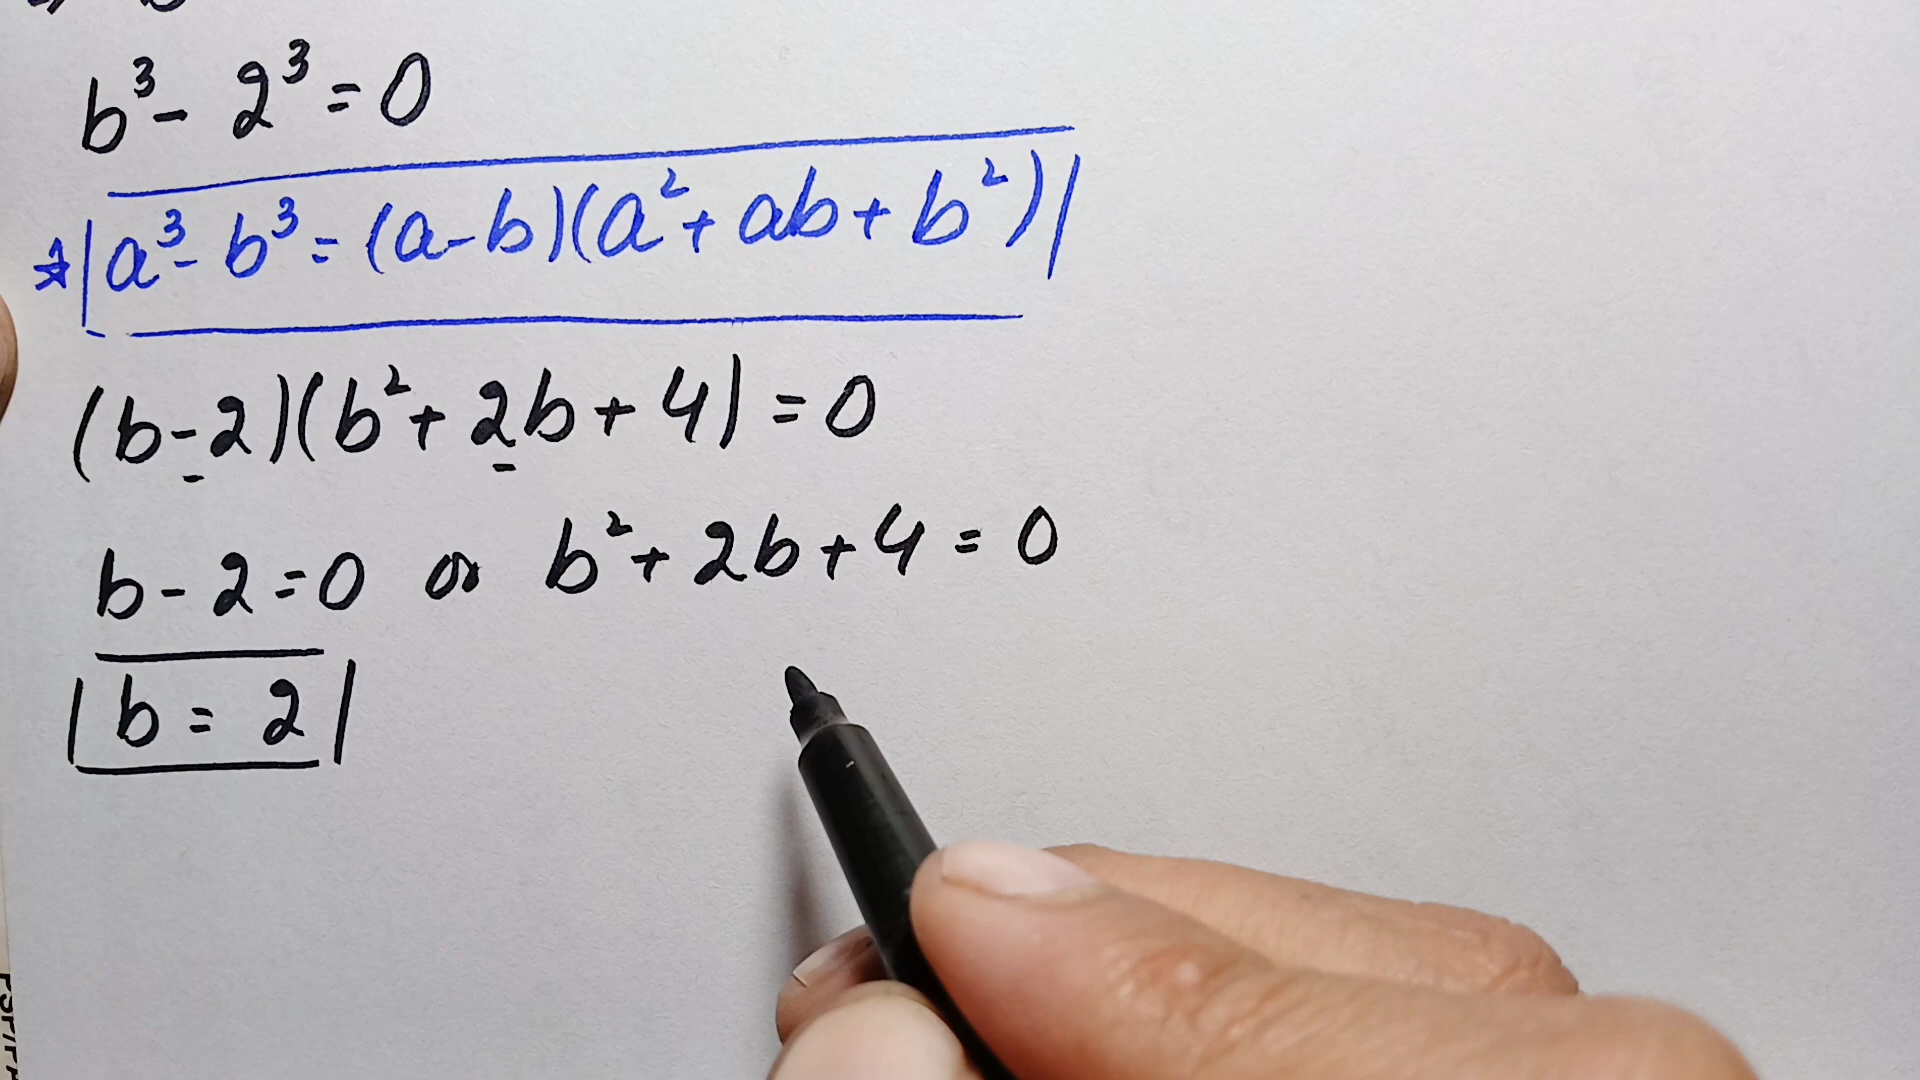 b³ - 2³ = 0
☆ |a³ - b³ = (a-b)(a² + ab + b²)|
(b-2)(b² + 2b + 4) = 0
b - 2 = 0 or b² + 2b + 4 = 0
|b = 2|